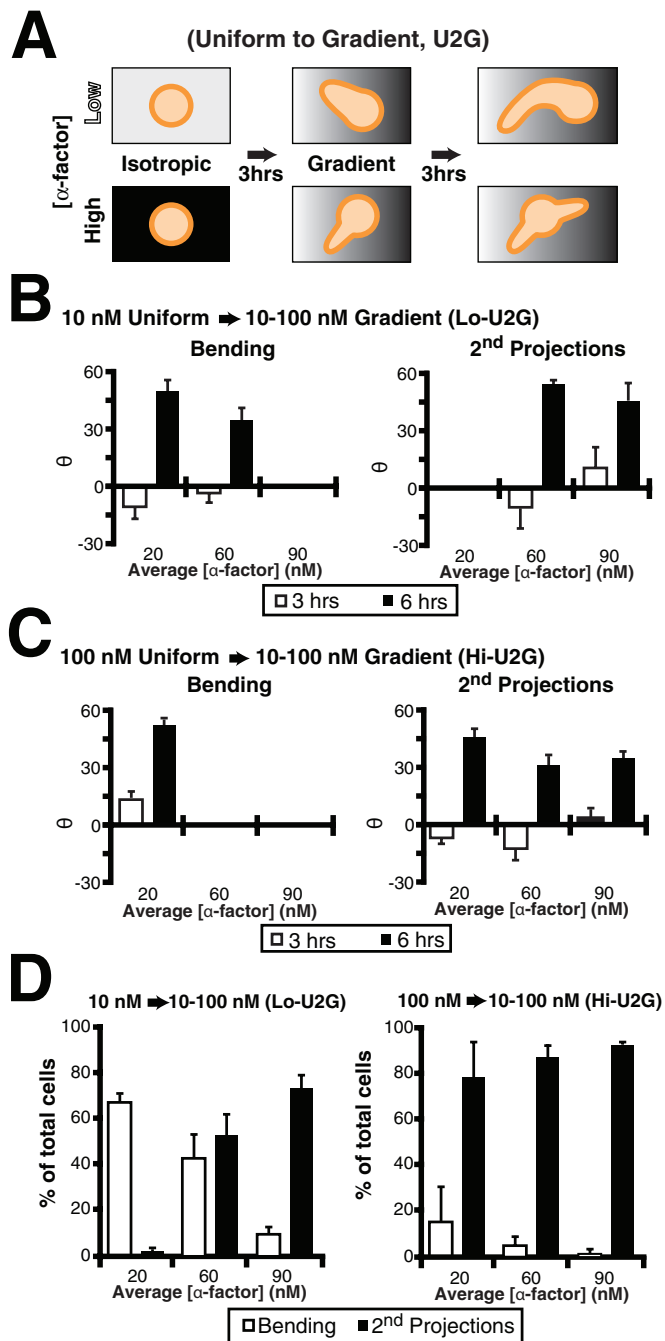 A
(Uniform to Gradient, U2G)
[α-factor]
Low
High
Isotropic
3hrs
Gradient
3hrs
B
10 nM Uniform → 10-100 nM Gradient (Lo-U2G)
Bending
2nd Projections
60
30
0
-30
θ
20 60 90
Average [α-factor] (nM)
60
30
0
-30
θ
20 60 90
Average [α-factor] (nM)
3 hrs 6 hrs
C
100 nM Uniform → 10-100 nM Gradient (Hi-U2G)
Bending
2nd Projections
60
30
0
-30
θ
20 60 90
Average [α-factor] (nM)
60
30
0
-30
θ
20 60 90
Average [α-factor] (nM)
3 hrs 6 hrs
D
10 nM → 10-100 nM (Lo-U2G)
100 nM → 10-100 nM (Hi-U2G)
% of total cells
100
80
60
40
20
0
20 60 90
Average [α-factor] (nM)
% of total cells
100
80
60
40
20
0
20 60 90
Average [α-factor] (nM)
Bending 2nd Projections